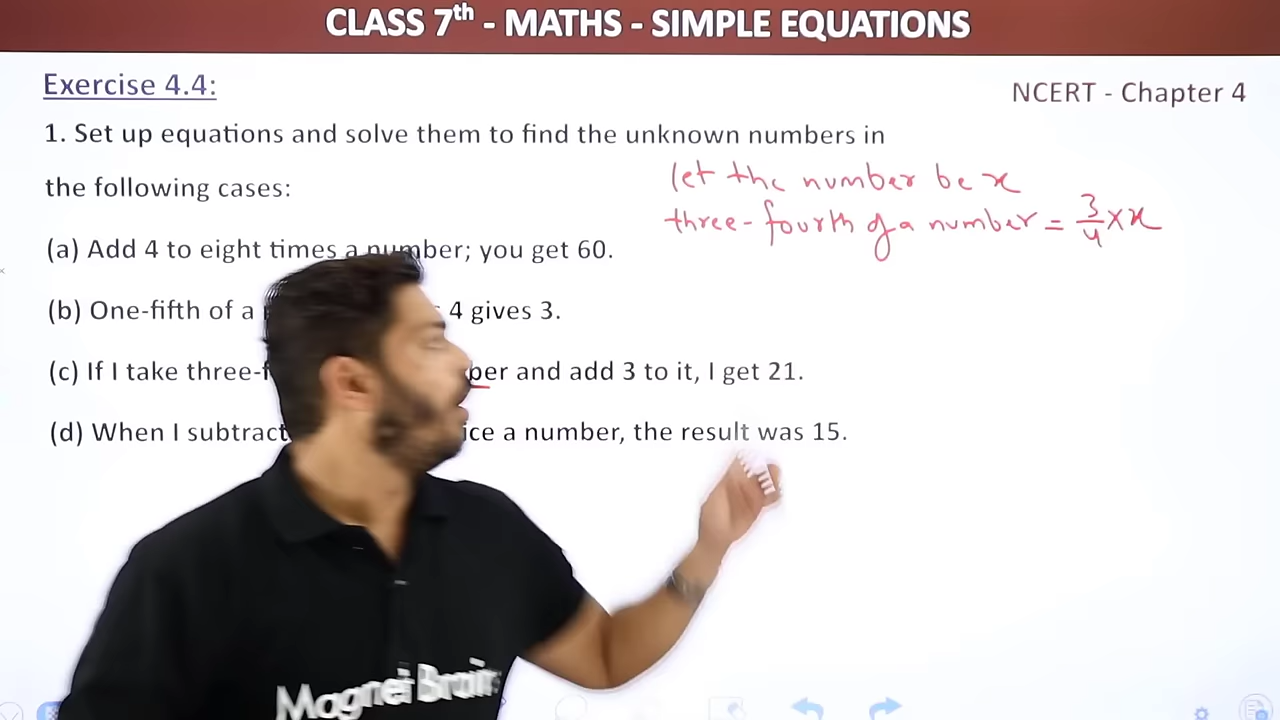 CLASS 7th - MATHS - SIMPLE EQUATIONS
Exercise 4.4:
NCERT - Chapter 4
1. Set up equations and solve them to find the unknown numbers in
the following cases:
let the number be x
three-fourth of a number = 3/4 × x
(a) Add 4 to eight times a number; you get 60.
(b) One-fifth of a 4 gives 3.
(c) If I take three- and add 3 to it, I get 21.
(d) When I subtract a number, the result was 15.
Magnet Brains